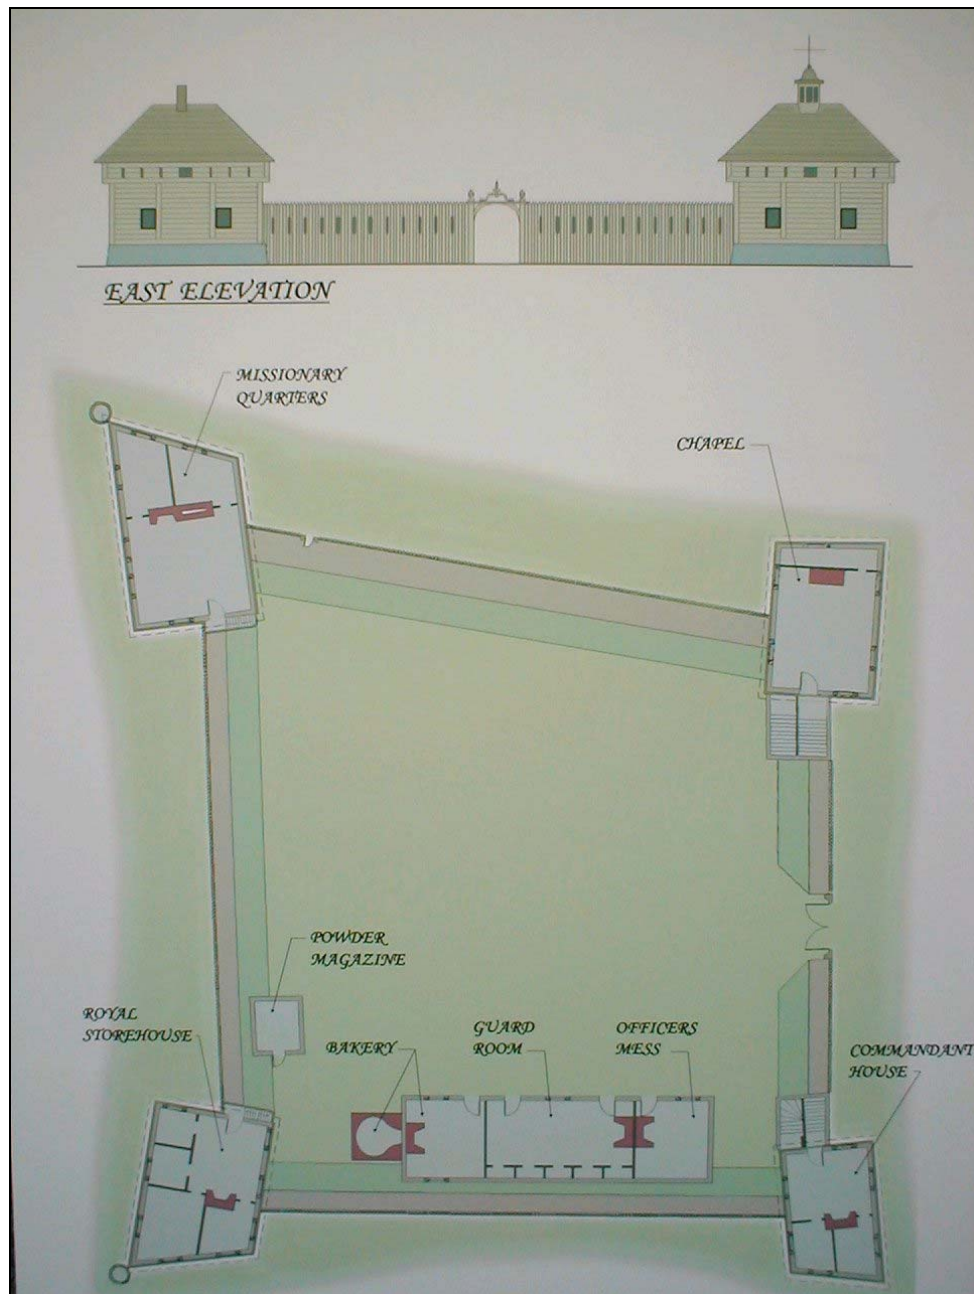 EAST ELEVATION
MISSIONARY
QUARTERS
CHAPEL
POWDER
MAGAZINE
ROYAL
STOREHOUSE
BAKERY
GUARD
ROOM
OFFICERS
MESS
COMMANDANT
HOUSE